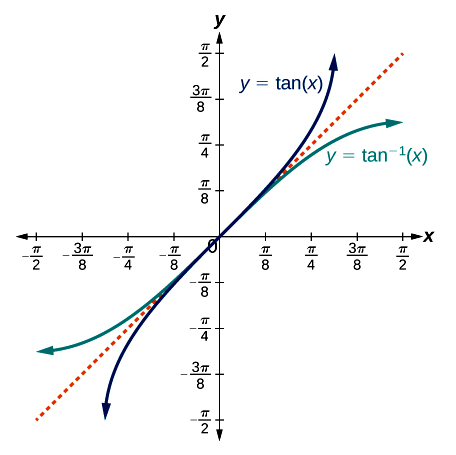 y
π/2
y = tan(x)
3π/8
π/4
y = tan⁻¹(x)
π/8
0
x
-π/2 -3π/8 -π/4 -π/8 π/8 π/4 3π/8 π/2
-π/8
-π/4
-3π/8
-π/2